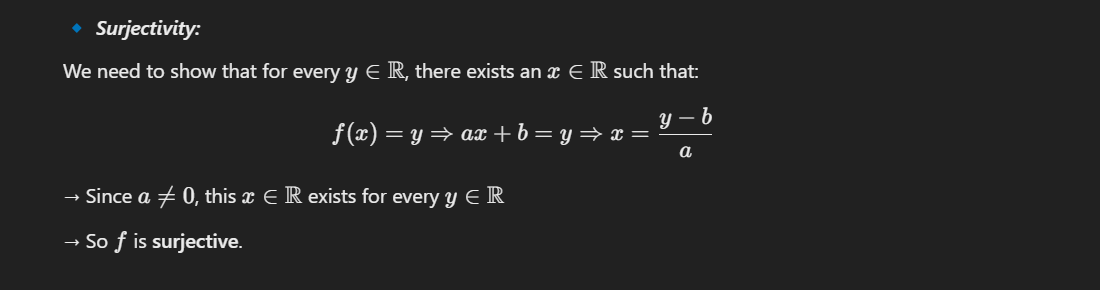 Surjectivity:
We need to show that for every y ∈ ℝ, there exists an x ∈ ℝ such that:
f(x) = y ⇒ ax + b = y ⇒ x = \frac{y − b}{a}
→ Since a ≠ 0, this x ∈ ℝ exists for every y ∈ ℝ
→ So f is surjective.